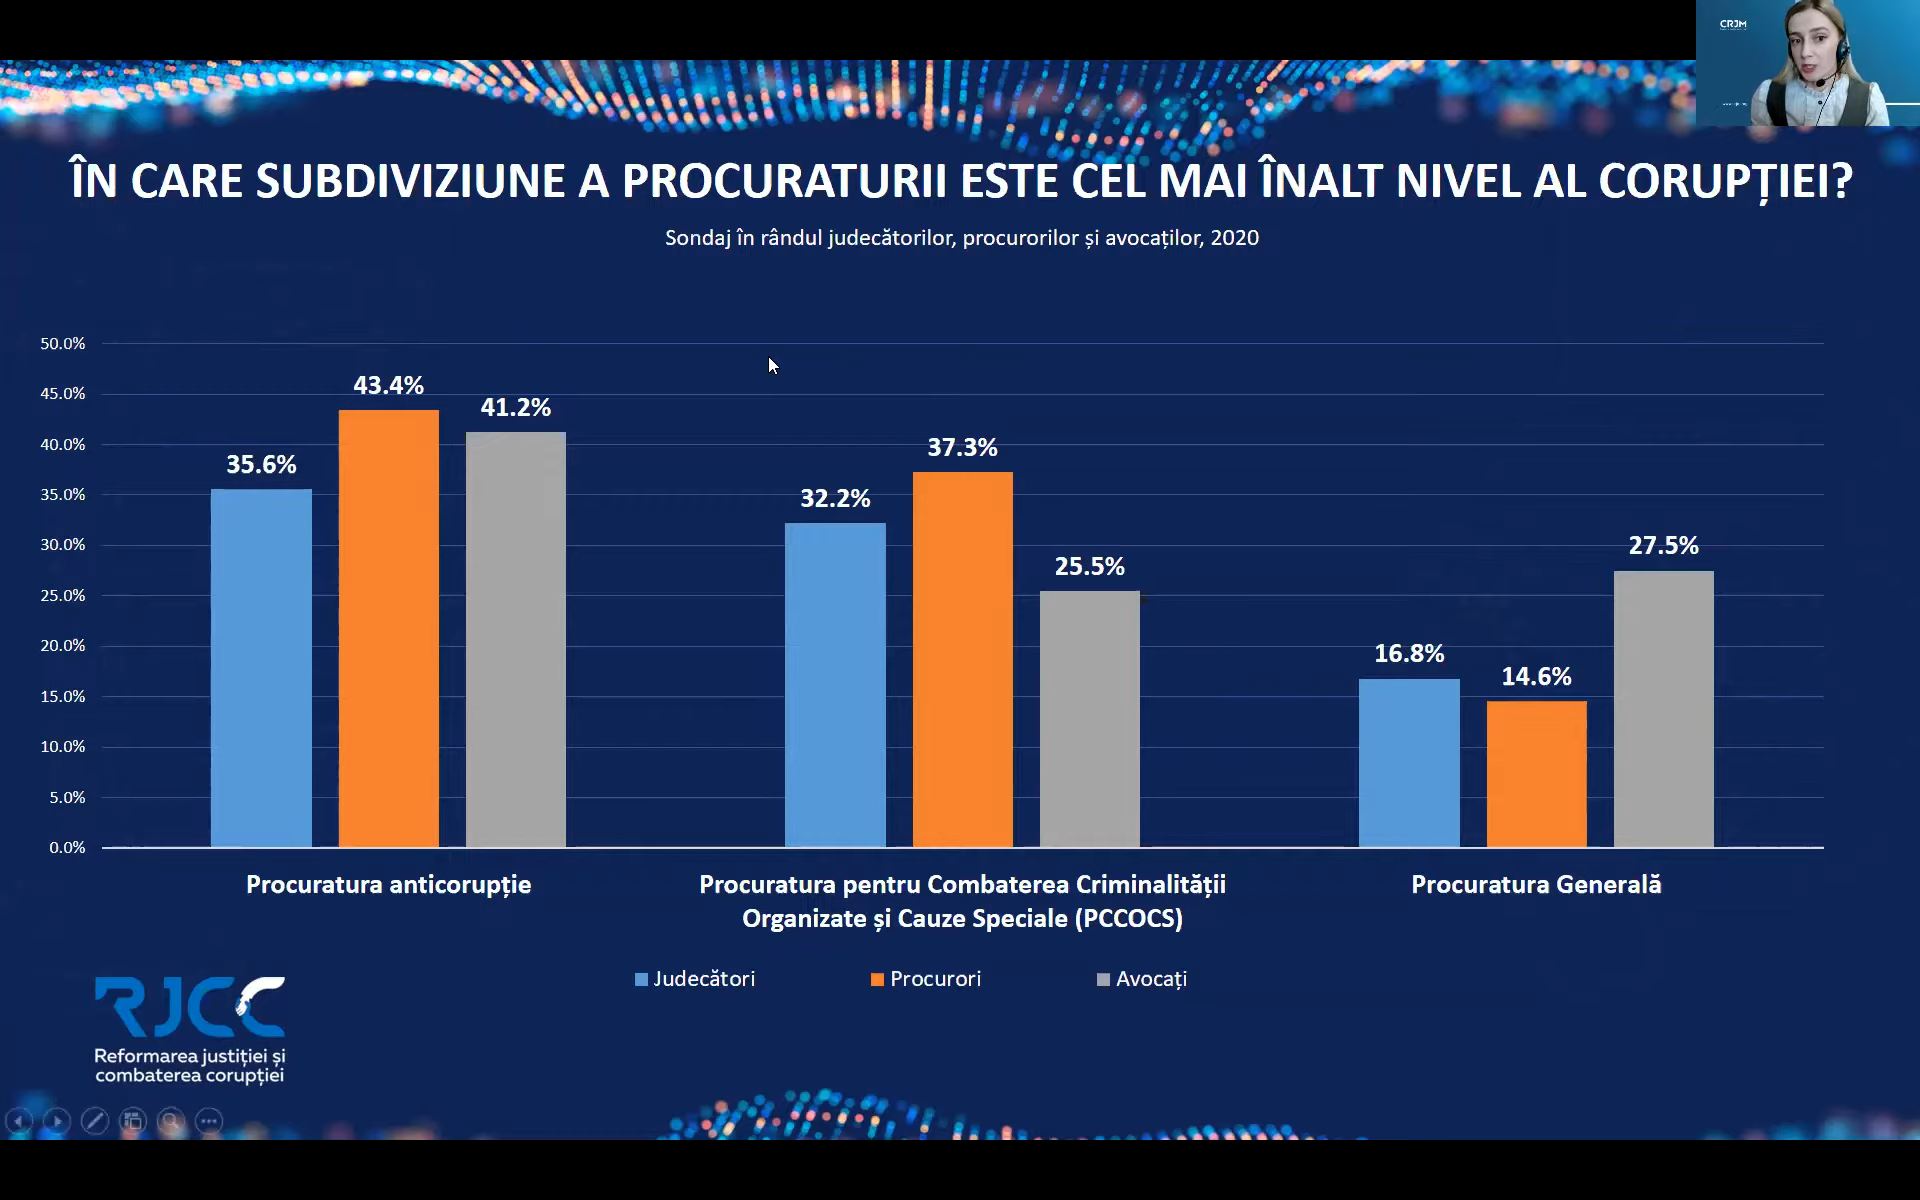 CRJM
ÎN CARE SUBDIVIZIUNE A PROCURATURII ESTE CEL MAI ÎNALT NIVEL AL CORUPȚIEI?
Sondaj în rândul judecătorilor, procurorilor și avocaților, 2020
50.0%
45.0%
40.0%
35.0%
30.0%
25.0%
20.0%
15.0%
10.0%
5.0%
0.0%
35.6%
43.4%
41.2%
32.2%
37.3%
25.5%
16.8%
14.6%
27.5%
Procuratura anticorupție
Procuratura pentru Combaterea Criminalității
Organizate și Cauze Speciale (PCCOCS)
Procuratura Generală
Judecători
Procurori
Avocați
RJCC
Reformarea justiției și
combaterea corupției